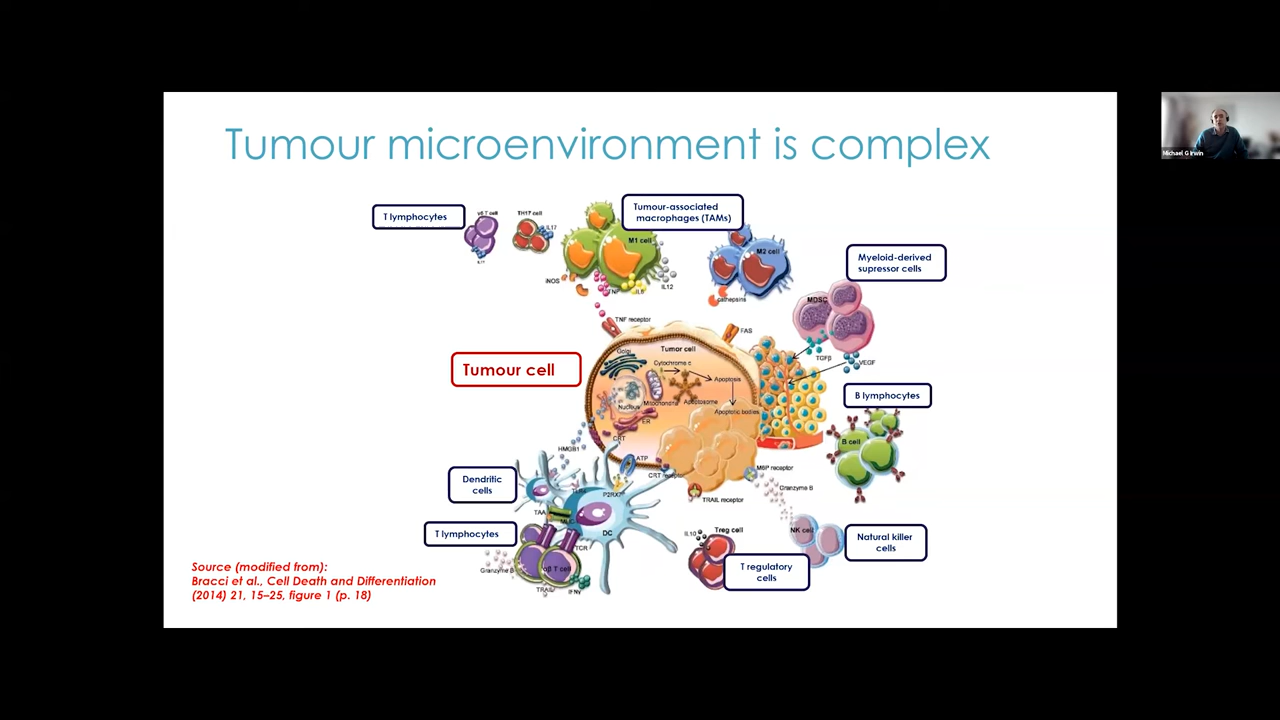 Tumour microenvironment is complex
Michael G Irwin
T lymphocytes
γδ T cell
TH17 cell
IL17
IL17
Tumour-associated
macrophages (TAMs)
M1 cell
M2 cell
iNOS
TNF
IL6
IL12
cathepsins
Myeloid-derived
supressor cells
MDSC
TGFβ
VEGF
TNF receptor
FAS
Tumour cell
Tumor cell
Golgi
Cytochrome c
Apoptosis
Nucleus
Mitochondria
Apoptosome
Apoptotic bodies
ER
CRT
B lymphocytes
B cell
HMGB1
ATP
CRT receptor
M6P receptor
Granzyme B
TRAIL receptor
Dendritic
cells
P2RX7
TAA
DC
T lymphocytes
TCR
αβ T cell
Granzyme B
TRAIL
IFNγ
IL10
Treg cell
T regulatory
cells
NK cell
Natural killer
cells
Source (modified from):
Bracci et al., Cell Death and Differentiation
(2014) 21, 15–25, figure 1 (p. 18)